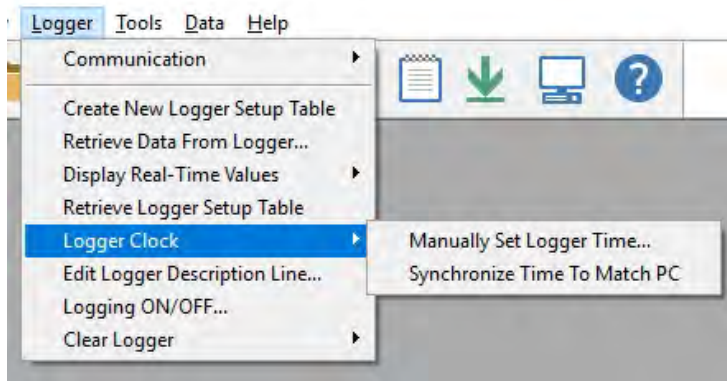 Logger Tools Data Help
Communication
Create New Logger Setup Table
Retrieve Data From Logger...
Display Real-Time Values
Retrieve Logger Setup Table
Logger Clock
Manually Set Logger Time...
Edit Logger Description Line...
Synchronize Time To Match PC
Logging ON/OFF...
Clear Logger
?